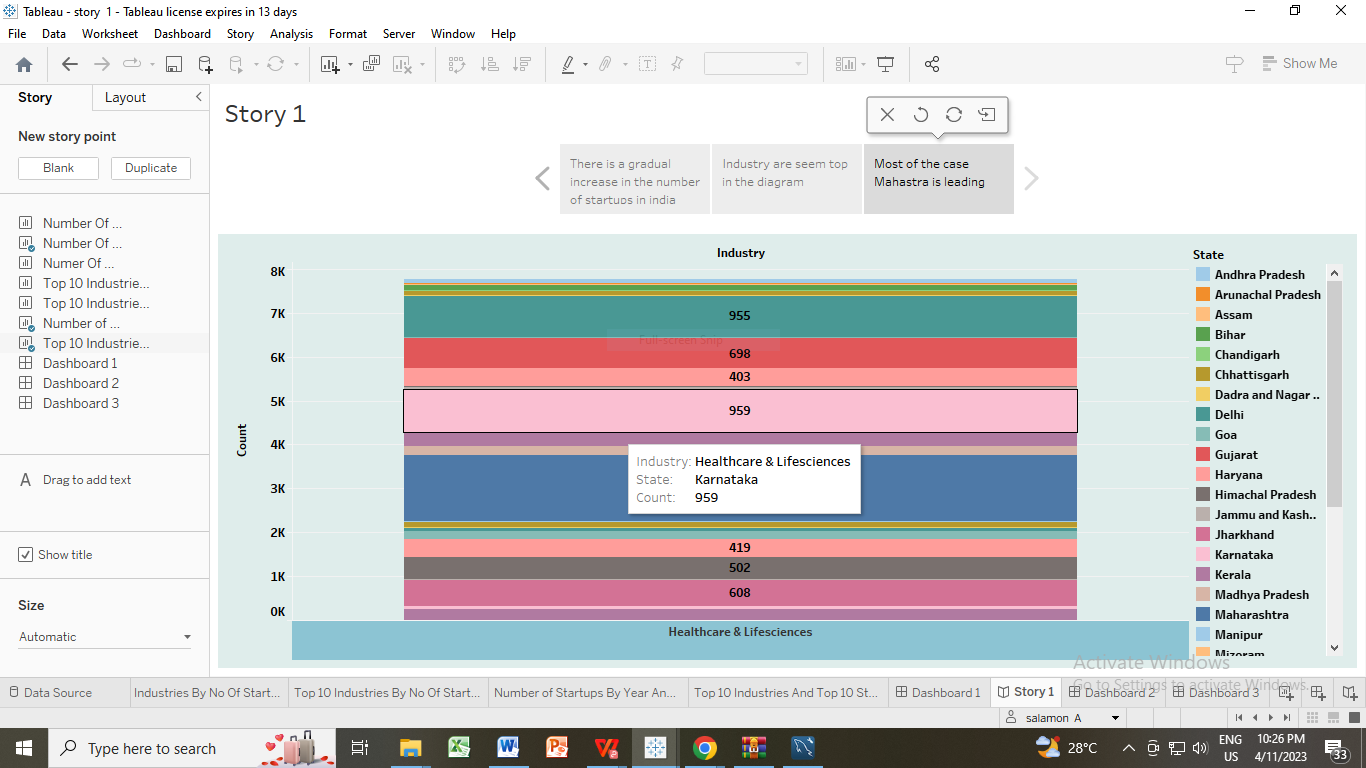 Tableau - story 1 - Tableau license expires in 13 days
File Data Worksheet Dashboard Story Analysis Format Server Window Help
Show Me
Story Layout
New story point
Blank Duplicate
Number Of ...
Number Of ...
Numer Of ...
Top 10 Industrie...
Top 10 Industrie...
Number of ...
Top 10 Industrie...
Dashboard 1
Dashboard 2
Dashboard 3
A Drag to add text
Show title
Size
Automatic
Story 1
There is a gradual
increase in the number
of startups in india
Industry are seem top
in the diagram
Most of the case
Mahastra is leading
Industry
Count
8K
7K
6K
5K
4K
3K
2K
1K
0K
955
Full-screen Snip
698
403
959
Industry: Healthcare & Lifesciences
State: Karnataka
Count: 959
419
502
608
Healthcare & Lifesciences
State
Andhra Pradesh
Arunachal Pradesh
Assam
Bihar
Chandigarh
Chhattisgarh
Dadra and Nagar ..
Delhi
Goa
Gujarat
Haryana
Himachal Pradesh
Jammu and Kash..
Jharkhand
Karnataka
Kerala
Madhya Pradesh
Maharashtra
Manipur
Mizoram
Activate Windows
Go to Settings to activate Windows.
Data Source Industries By No Of Start... Top 10 Industries By No Of Start... Number of Startups By Year An... Top 10 Industries And Top 10 St... Dashboard 1 Story 1 Dashboard 2 Dashboard 3
salamon A
Type here to search
28°C
ENG
US
10:26 PM
4/11/2023
33